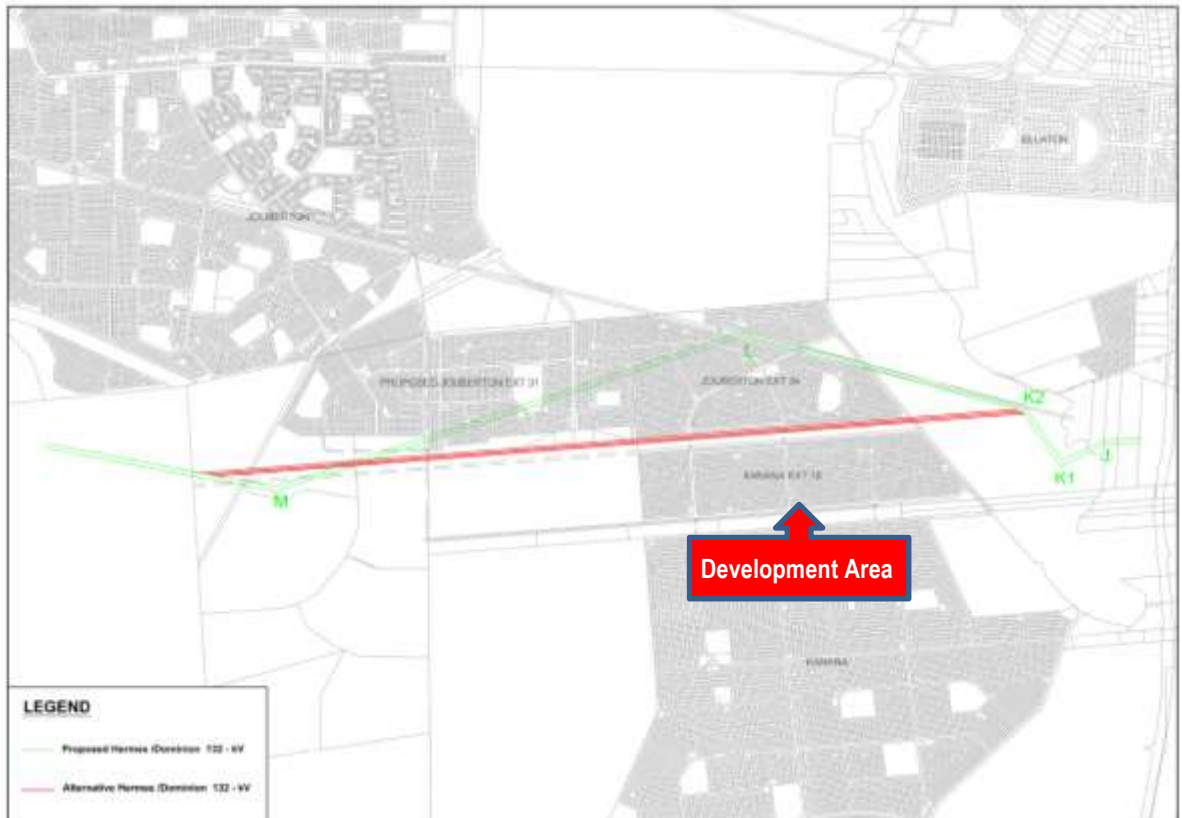 ELLATON
JOUBERTON
L
PROPOSED JOUBERTON EXT 31
JOUBERTON EXT 24
K2
J
K1
KANANA EXT 12
M
Development Area
KANANA
LEGEND
Proposed Hermes /Dominion 132 - kV
Alternative Hermes /Dominion 132 - kV